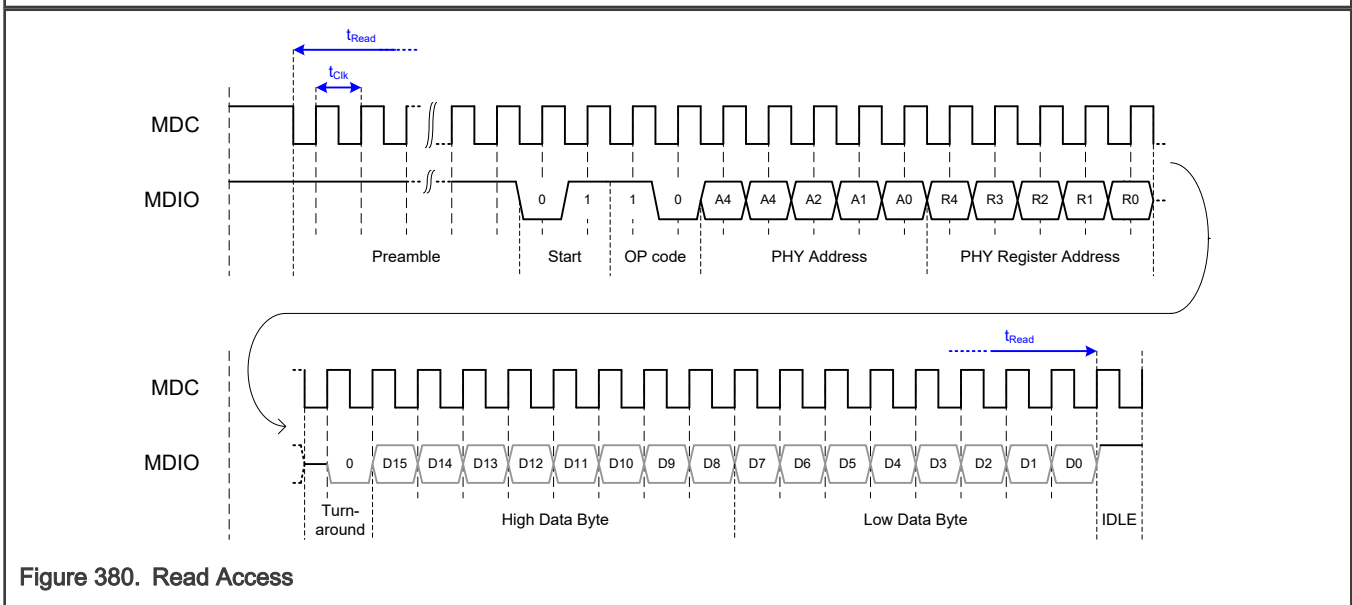 tRead
tClk
MDC
MDIO 0 1 1 0 A4 A4 A2 A1 A0 R4 R3 R2 R1 R0
Preamble Start OP code PHY Address PHY Register Address
tRead
MDC
MDIO 0 D15 D14 D13 D12 D11 D10 D9 D8 D7 D6 D5 D4 D3 D2 D1 D0
Turn-
around High Data Byte Low Data Byte IDLE
Figure 380. Read Access